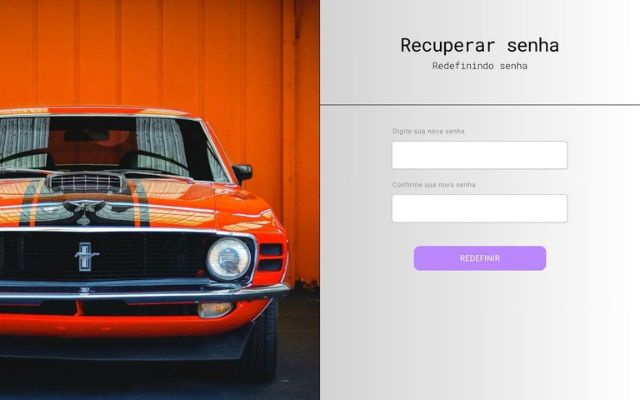 Recuperar senha
Redefinindo senha
Digite sua nova senha
Confirme sua nova senha
REDEFINIR